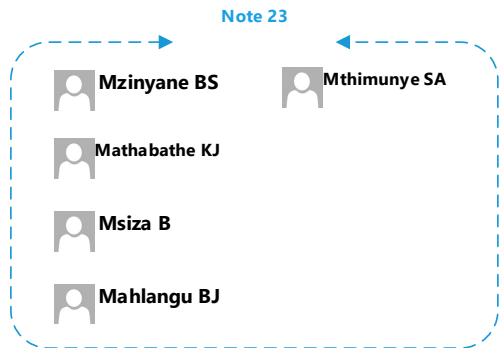 Note 23
Mzinyane BS
Mthimunye SA
Mathabathe KJ
Msiza B
Mahlangu BJ